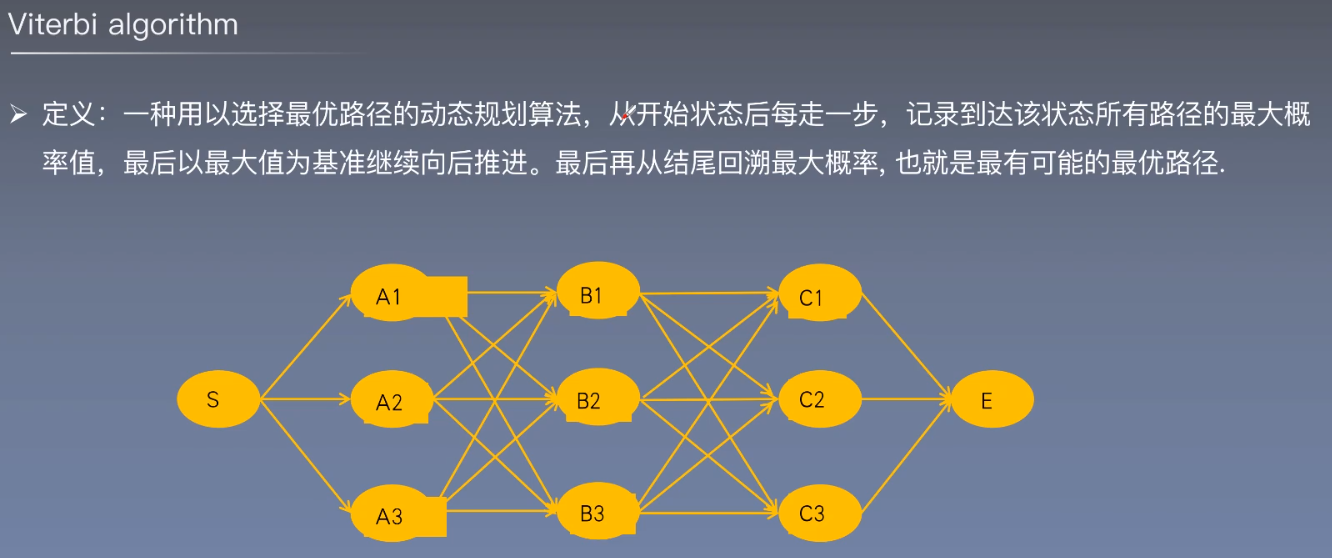 Viterbi algorithm
➢ 定义：一种用以选择最优路径的动态规划算法，从开始状态后每走一步，记录到达该状态所有路径的最大概
率值，最后以最大值为基准继续向后推进。最后再从结尾回溯最大概率, 也就是最有可能的最优路径.
A1 B1 C1
S A2 B2 C2 E
A3 B3 C3